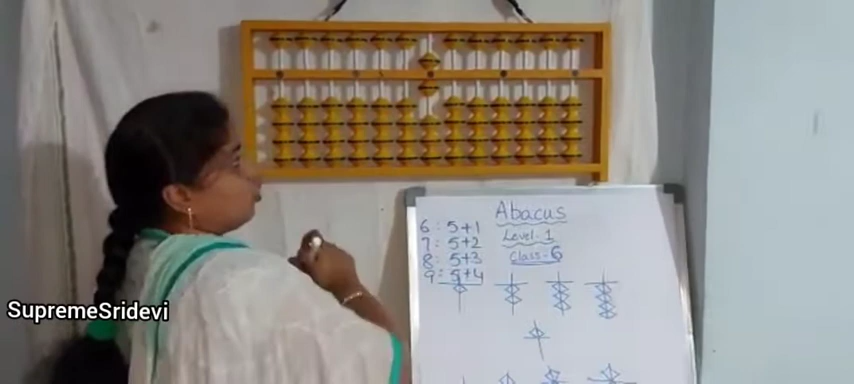 SupremeSridevi
Abacus
Level-1
Class-6
6: 5+1
7: 5+2
8: 5+3
9: 5+4